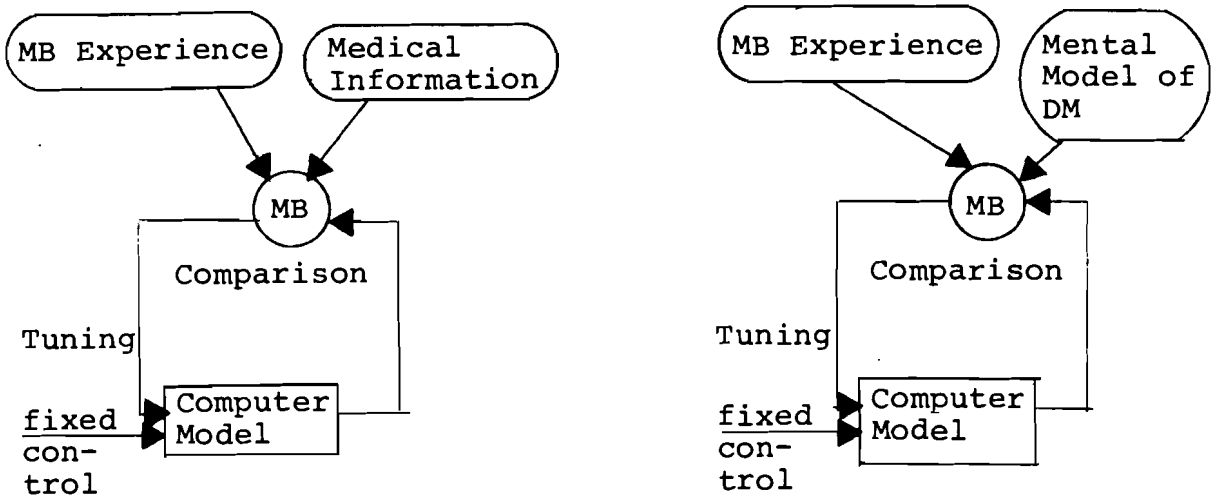 MB Experience
Medical
Information
MB
Comparison
Tuning
Computer
Model
fixed
con-
trol
MB Experience
Mental
Model of
DM
MB
Comparison
Tuning
Computer
Model
fixed
con-
trol